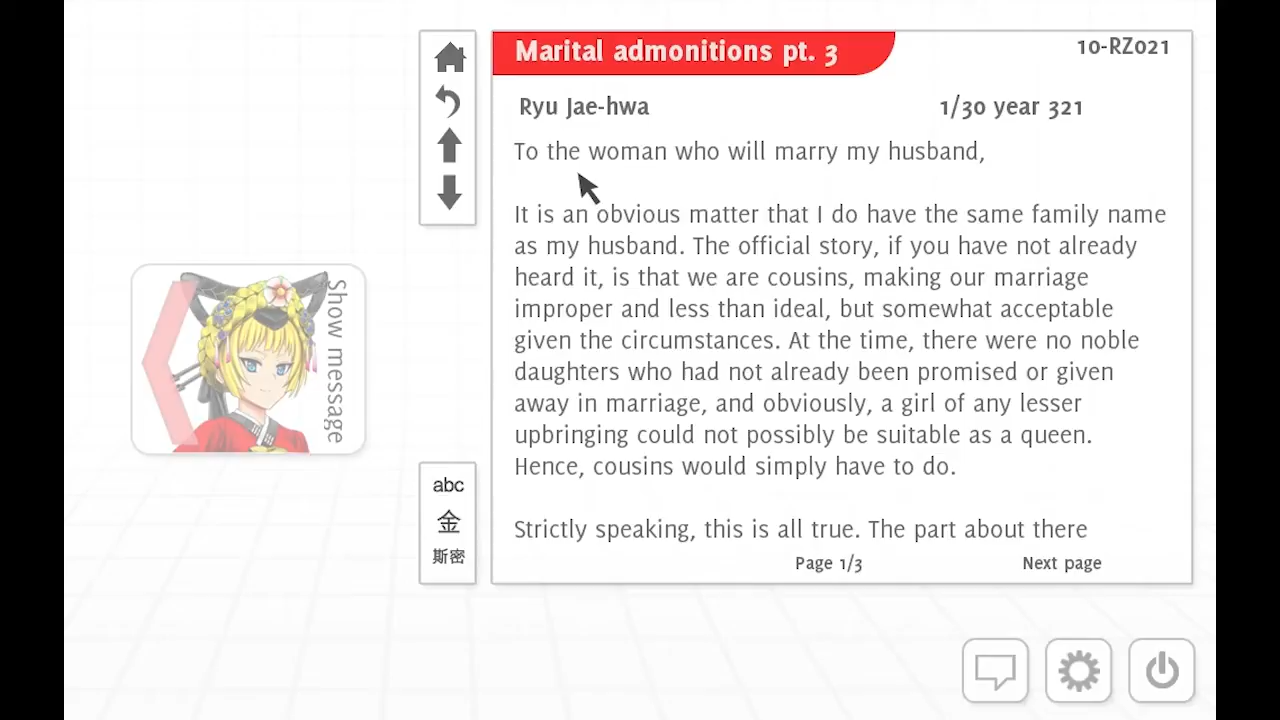 Marital admonitions pt. 3
10-RZ021
Ryu Jae-hwa
1/30 year 321
To the woman who will marry my husband,
It is an obvious matter that I do have the same family name
as my husband. The official story, if you have not already
heard it, is that we are cousins, making our marriage
improper and less than ideal, but somewhat acceptable
given the circumstances. At the time, there were no noble
daughters who had not already been promised or given
away in marriage, and obviously, a girl of any lesser
upbringing could not possibly be suitable as a queen.
Hence, cousins would simply have to do.
Strictly speaking, this is all true. The part about there
Page 1/3
Next page
Show message
abc
金
斯密